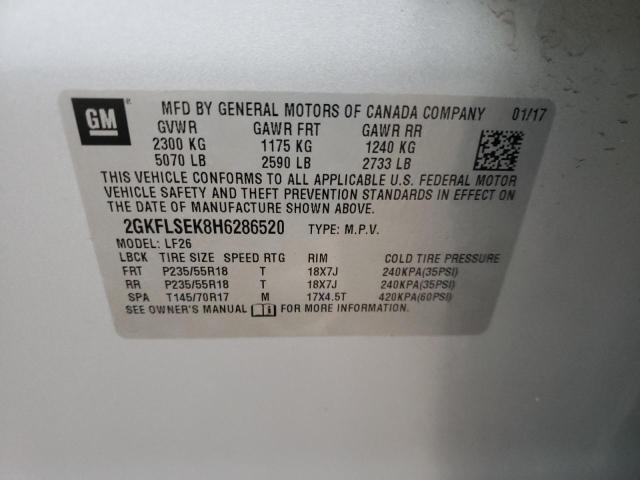 GM ® MFD BY GENERAL MOTORS OF CANADA COMPANY 01/17
GVWR GAWR FRT GAWR RR
2300 KG 1175 KG 1240 KG
5070 LB 2590 LB 2733 LB
THIS VEHICLE CONFORMS TO ALL APPLICABLE U.S. FEDERAL MOTOR
VEHICLE SAFETY AND THEFT PREVENTION STANDARDS IN EFFECT ON
THE DATE OF MANUFACTURE SHOWN ABOVE.
2GKFLSEK8H6286520 TYPE: M.P.V.
MODEL: LF26
LBCK TIRE SIZE SPEED RTG RIM COLD TIRE PRESSURE
FRT P235/55R18 T 18X7J 240KPA(35PSI)
RR P235/55R18 T 18X7J 240KPA(35PSI)
SPA T145/70R17 M 17X4.5T 420KPA(60PSI)
SEE OWNER'S MANUAL FOR MORE INFORMATION.